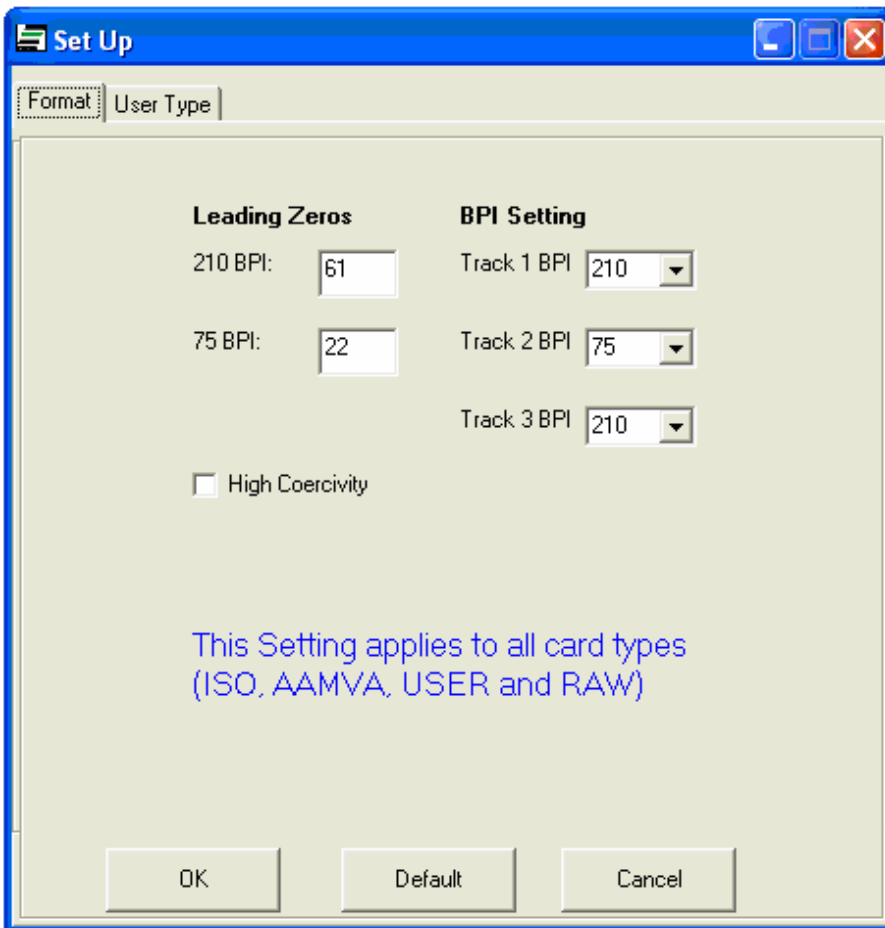 Set Up
Format User Type
Leading Zeros BPI Setting
210 BPI: 61 Track 1 BPI 210
75 BPI: 22 Track 2 BPI 75
Track 3 BPI 210
High Coercivity
This Setting applies to all card types
(ISO, AAMVA, USER and RAW)
OK Default Cancel